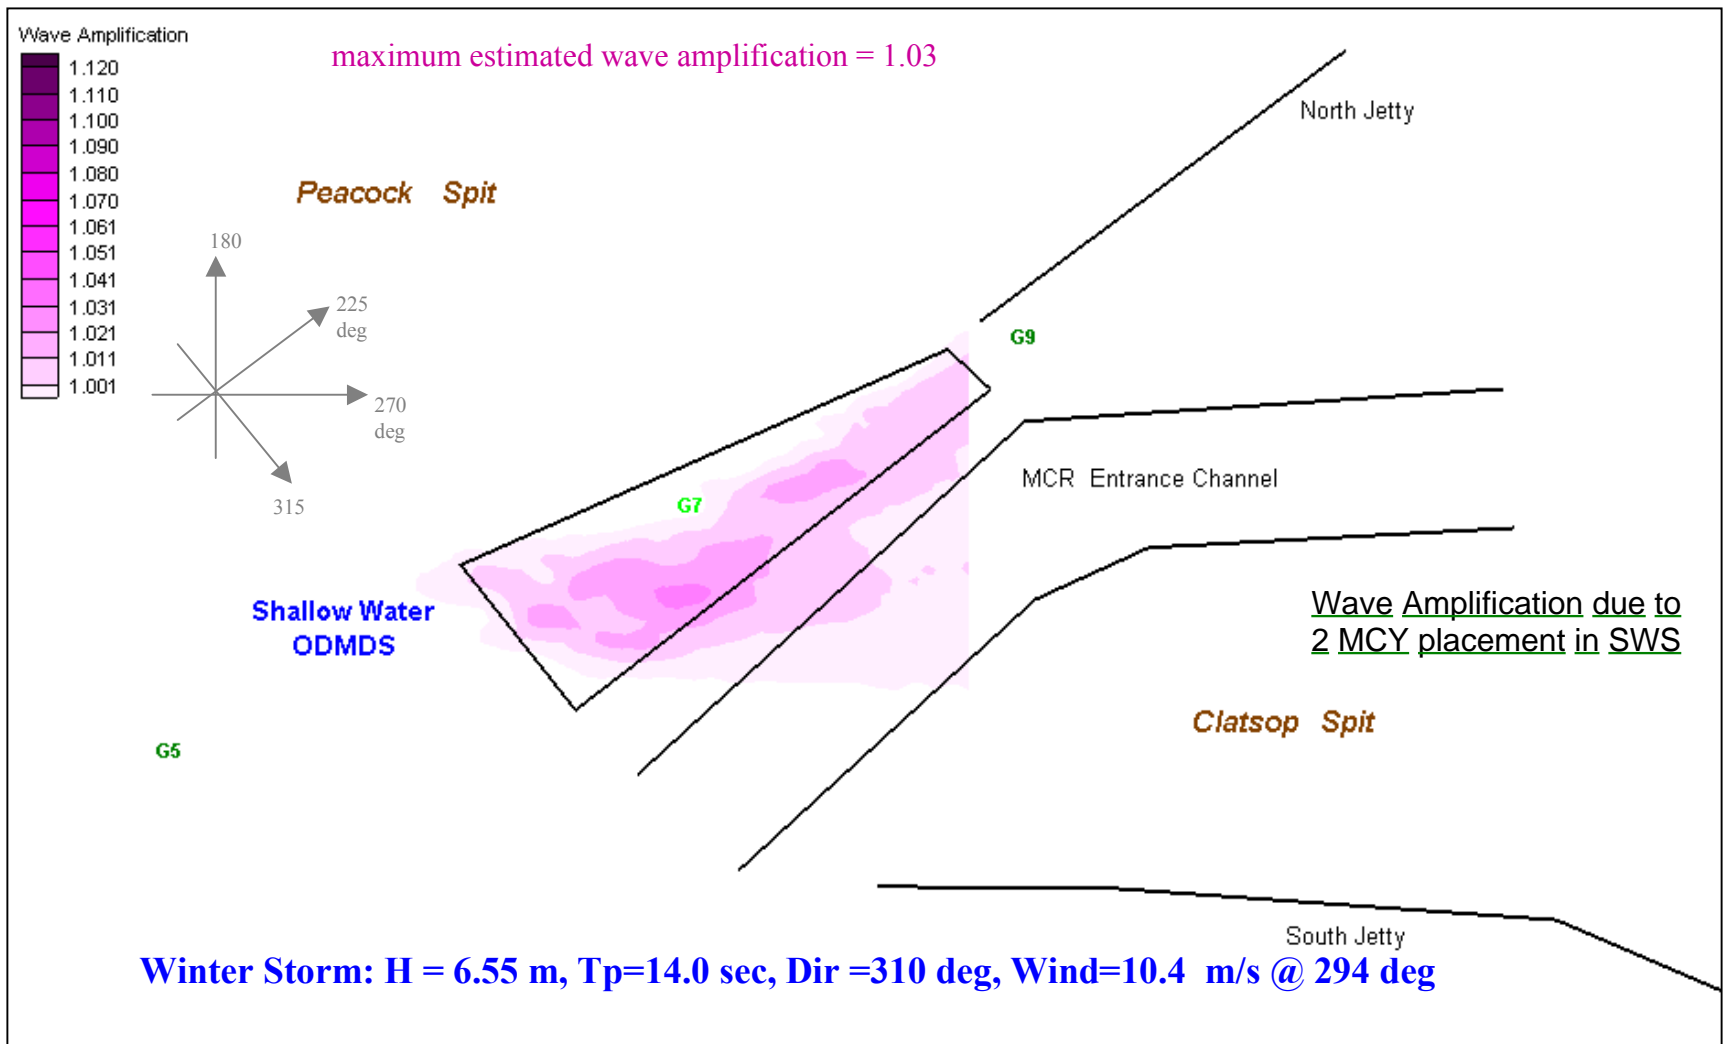 Wave Amplification
1.120
1.110
1.100
1.090
1.080
1.070
1.061
1.051
1.041
1.031
1.021
1.011
1.001
maximum estimated wave amplification = 1.03
North Jetty
Peacock Spit
180
225
deg
270
deg
315
G9
G7
MCR Entrance Channel
Shallow Water
ODMDS
Wave Amplification due to
2 MCY placement in SWS
Clatsop Spit
G5
South Jetty
Winter Storm: H = 6.55 m, Tp=14.0 sec, Dir =310 deg, Wind=10.4 m/s @ 294 deg